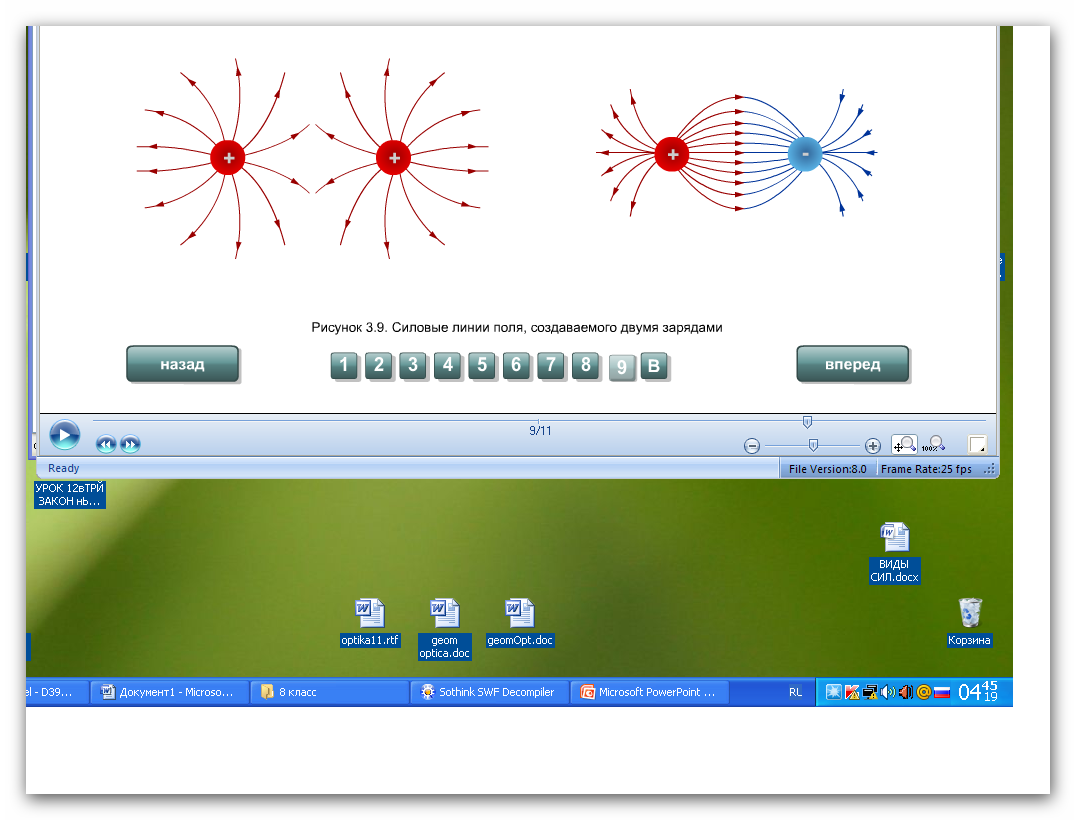 +
+
+
-
Рисунок 3.9. Силовые линии поля, создаваемого двумя зарядами
назад
1 2 3 4 5 6 7 8 9 В
вперед
9/11
100%
Ready
File Version:8.0
Frame Rate:25 fps
УРОК 12вТРЙ
ЗАКОН нЬ...
ВИДЫ
СИЛ.docx
optika11.rtf
geom
optica.doc
geomOpt.doc
Корзина
el - D39...
Документ1 - Microso...
8 класс
Sothink SWF Decompiler
Microsoft PowerPoint ...
RL
04 45
19